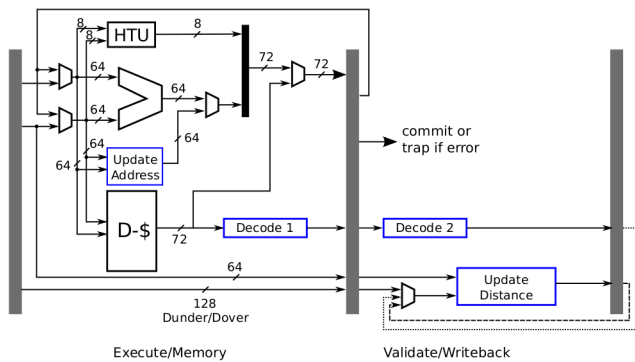 8
HTU
8
8
64
72
72
64
64
64
64
64
Update
Address
commit or
trap if error
D-$
72
Decode 1
Decode 2
64
128
Dunder/Dover
Update
Distance
Execute/Memory
Validate/Writeback